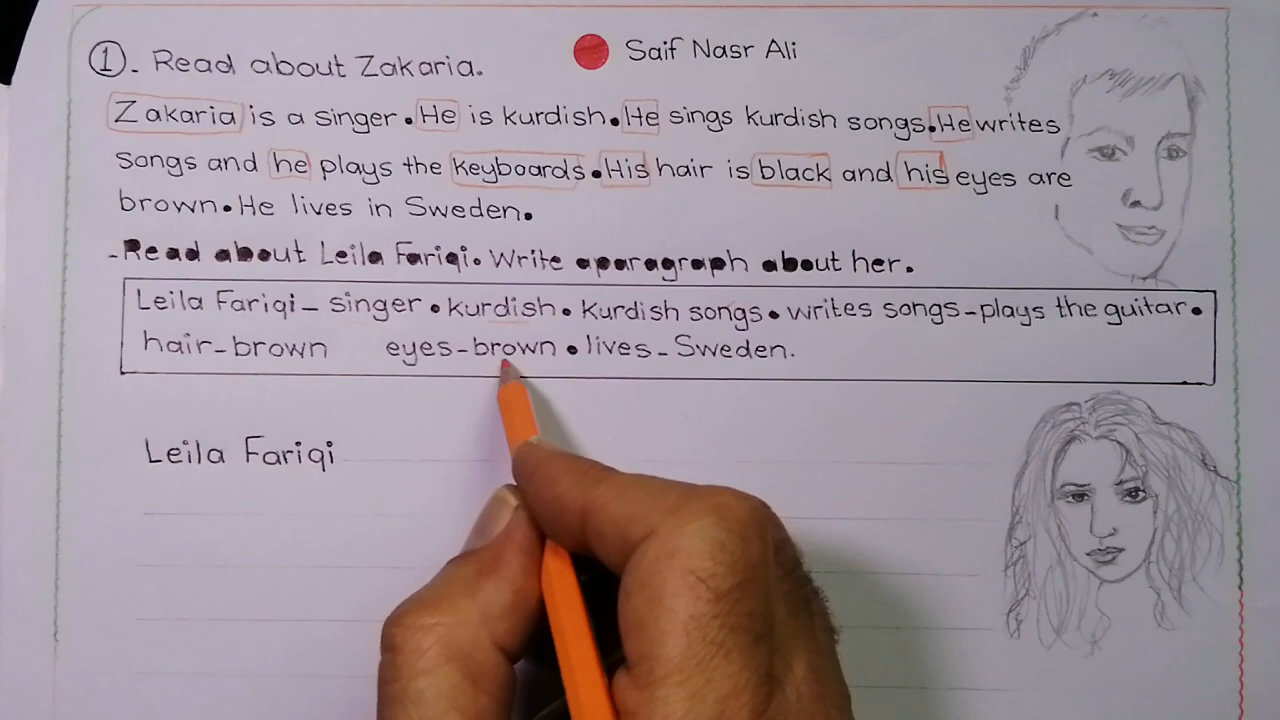 ①. Read about Zakaria.
Saif Nasr Ali
Zakaria is a singer. He is kurdish. He sings kurdish songs. He writes
songs and he plays the keyboards. His hair is black and his eyes are
brown. He lives in Sweden.
-Read about Leila Fariqi. Write aparagraph about her.
Leila Fariqi- singer • kurdish • kurdish songs • writes songs-plays the guitar •
hair-brown eyes-brown • lives-Sweden.
Leila Fariqi